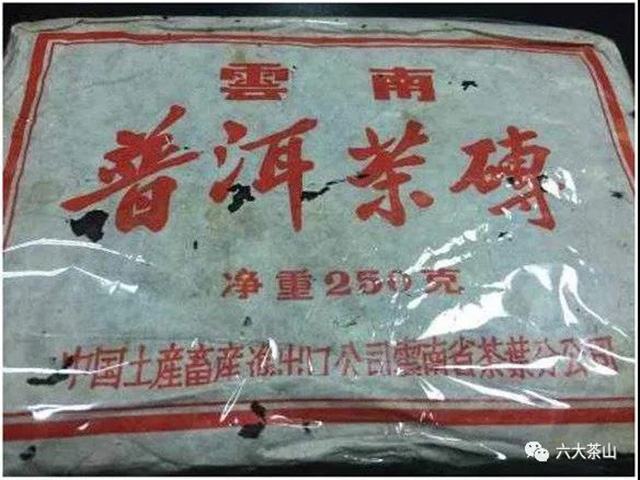 雲南
普洱茶磚
净重250克
中国土産畜産進出口公司雲南省茶葉分公司
六大茶山